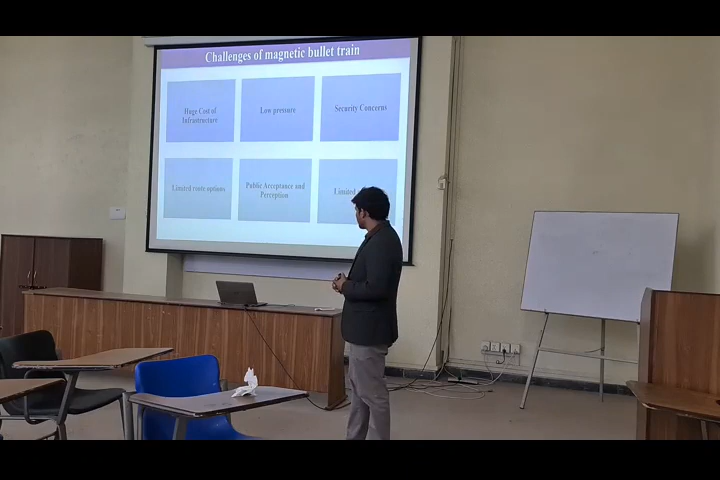 Challenges of magnetic bullet train
Huge Cost of
Infrastructure
Low pressure
Security Concerns
Limited route options
Public Acceptance and
Perception
Limited